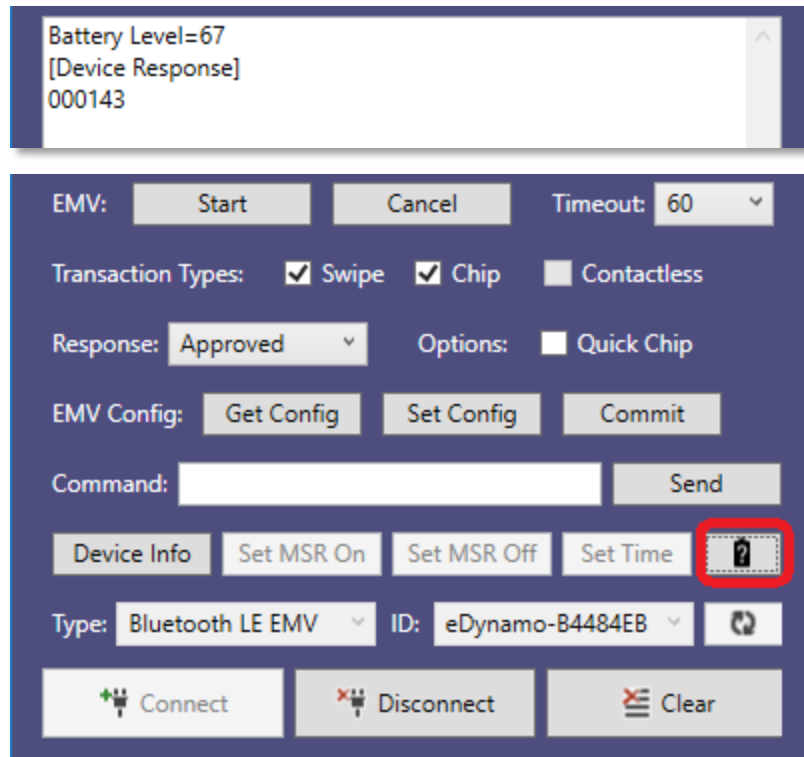 Battery Level=67
[Device Response]
000143
EMV: Start Cancel Timeout: 60
Transaction Types: Swipe Chip Contactless
Response: Approved Options: Quick Chip
EMV Config: Get Config Set Config Commit
Command: Send
Device Info Set MSR On Set MSR Off Set Time ?
Type: Bluetooth LE EMV ID: eDynamo-B4484EB
Connect Disconnect Clear